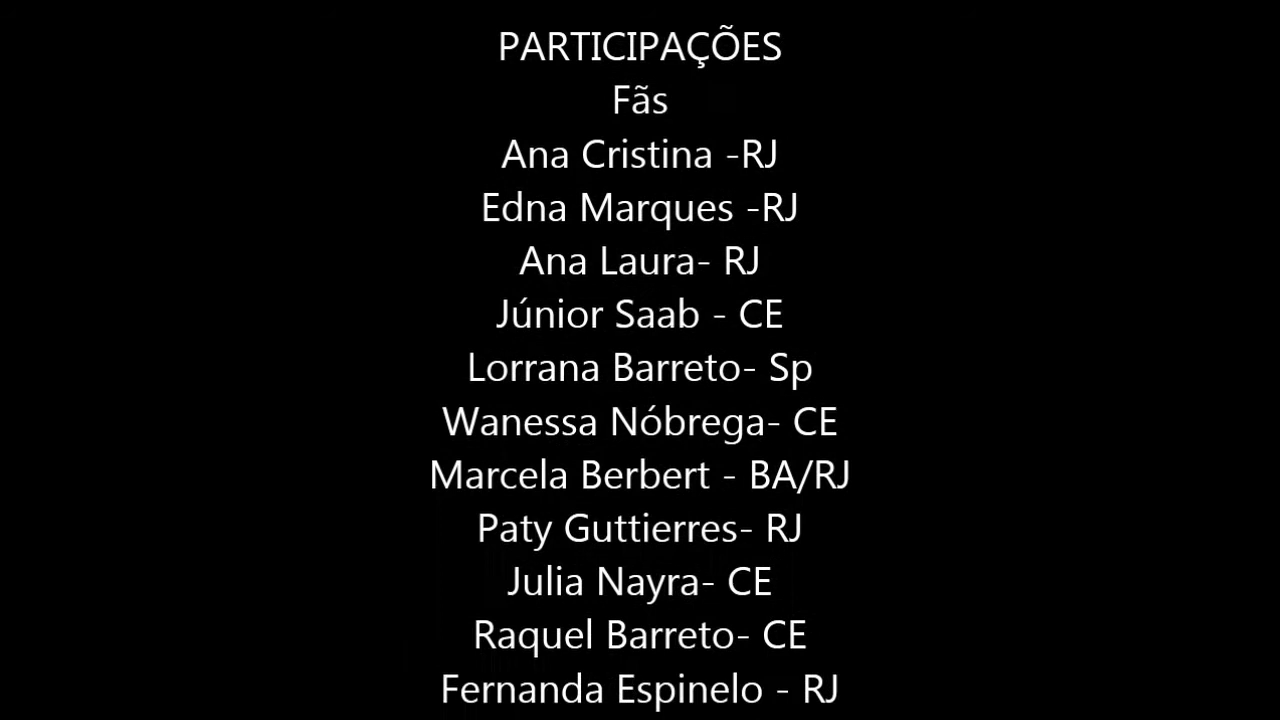 PARTICIPAÇÕES
Fãs
Ana Cristina -RJ
Edna Marques -RJ
Ana Laura- RJ
Júnior Saab - CE
Lorrana Barreto- Sp
Wanessa Nóbrega- CE
Marcela Berbert - BA/RJ
Paty Guttierres- RJ
Julia Nayra- CE
Raquel Barreto- CE
Fernanda Espinelo - RJ